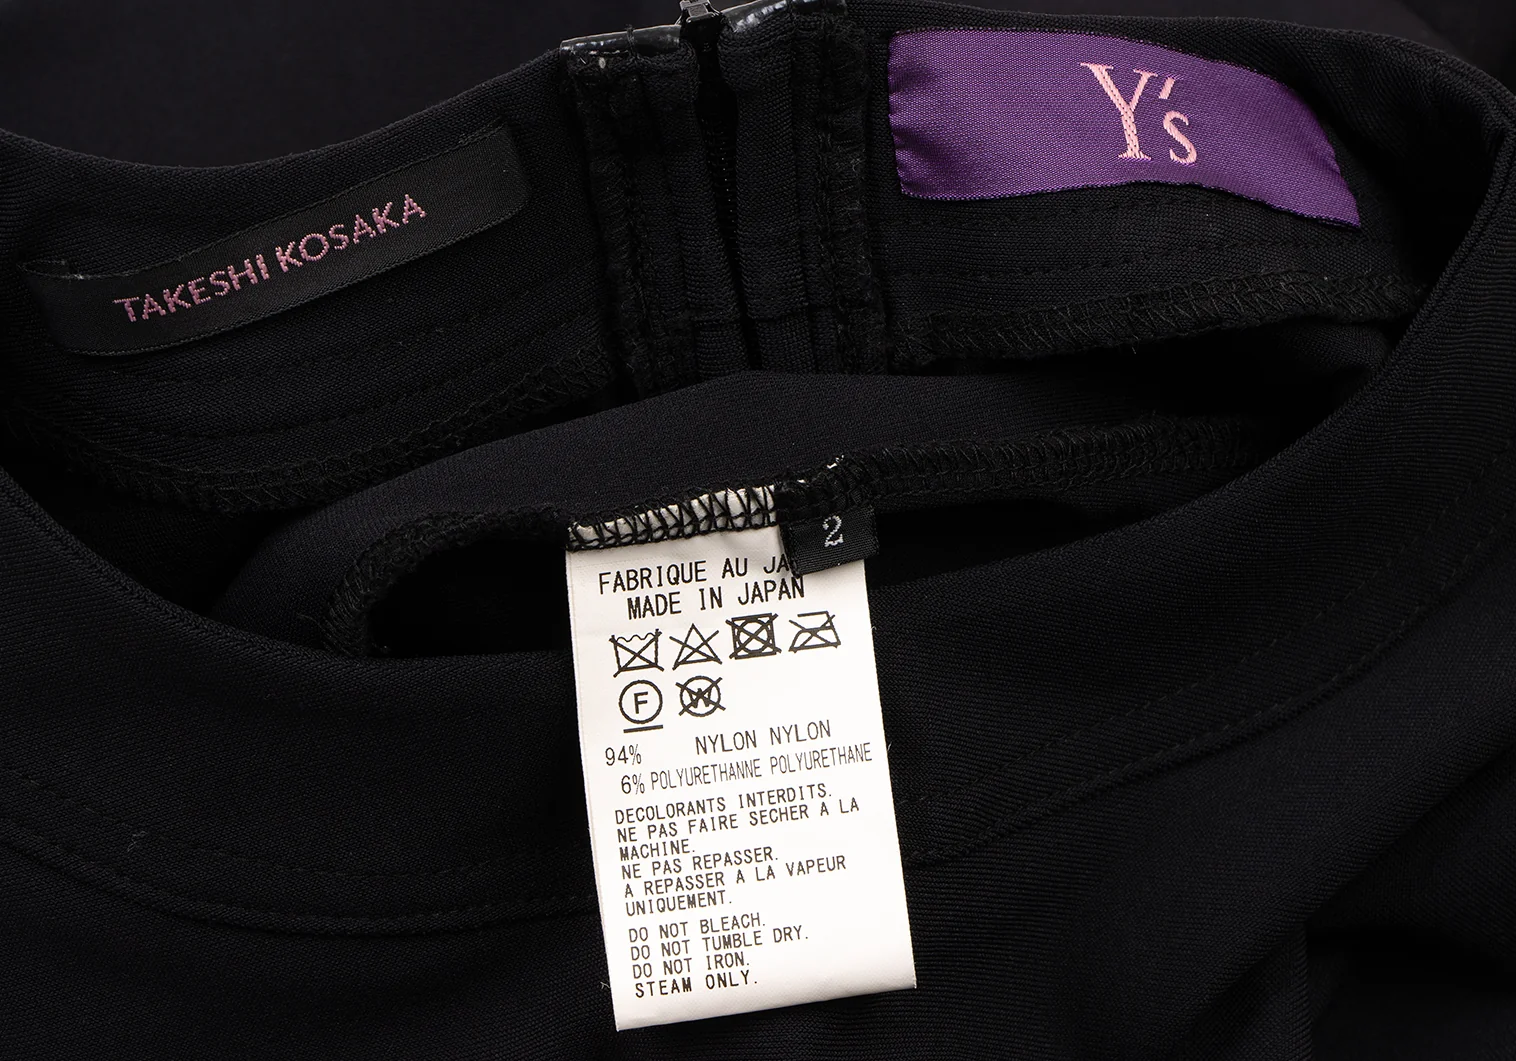 TAKESHI KOSAKA
Y's
2
FABRIQUE AU JA
MADE IN JAPAN
F
W
94% NYLON NYLON
6% POLYURETHANNE POLYURETHANE
DECOLORANTS INTERDITS.
NE PAS FAIRE SECHER A LA
MACHINE.
NE PAS REPASSER.
A REPASSER A LA VAPEUR
UNIQUEMENT.
DO NOT BLEACH.
DO NOT TUMBLE DRY.
DO NOT IRON.
STEAM ONLY.